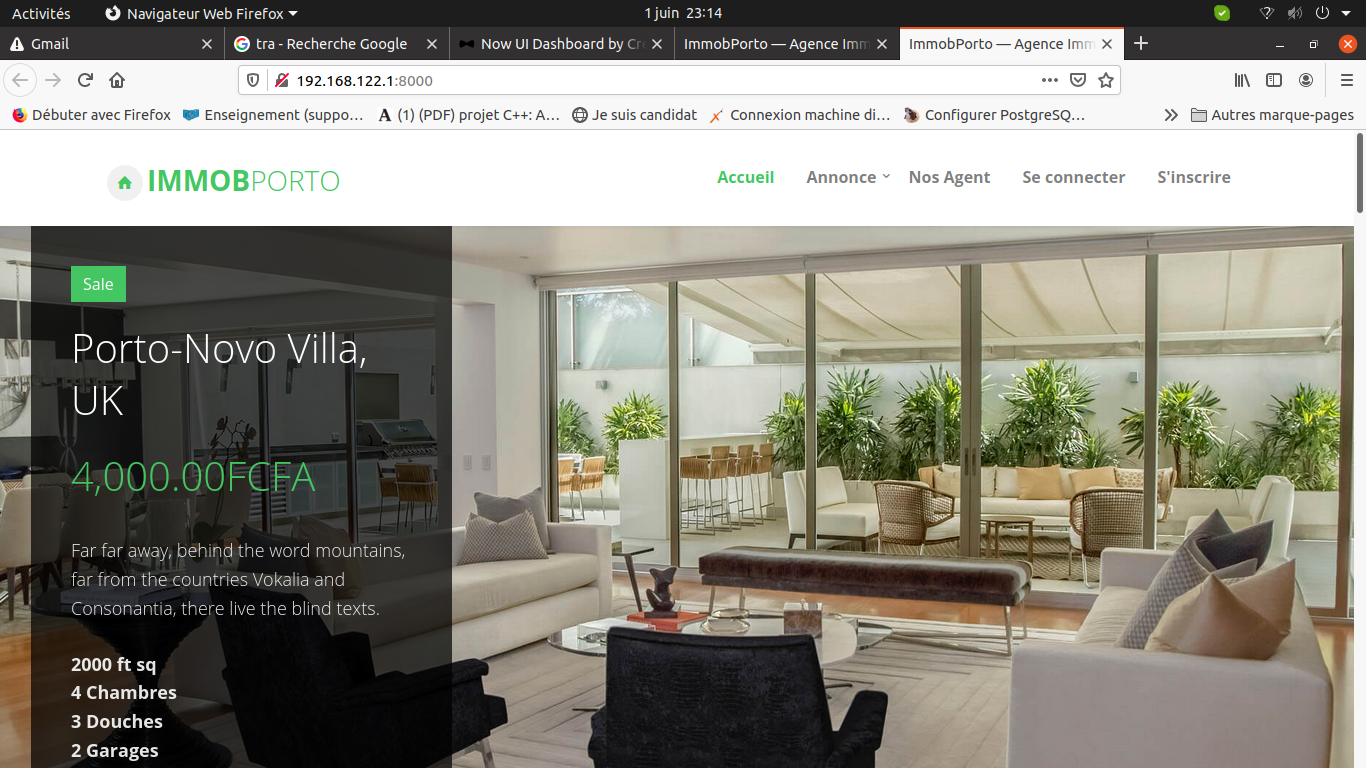 Activités
Navigateur Web Firefox
1 juin 23:14
Gmail
tra - Recherche Google
Now UI Dashboard by Cre
ImmobPorto — Agence Imm
ImmobPorto — Agence Imm
192.168.122.1:8000
Débuter avec Firefox
Enseignement (suppo…
(1) (PDF) projet C++: A…
Je suis candidat
Connexion machine di…
Configurer PostgreSQ…
Autres marque-pages
IMMOBPORTO
Accueil
Annonce
Nos Agent
Se connecter
S'inscrire
Sale
Porto-Novo Villa,
UK
4,000.00FCFA
Far far away, behind the word mountains,
far from the countries Vokalia and
Consonantia, there live the blind texts.
2000 ft sq
4 Chambres
3 Douches
2 Garages